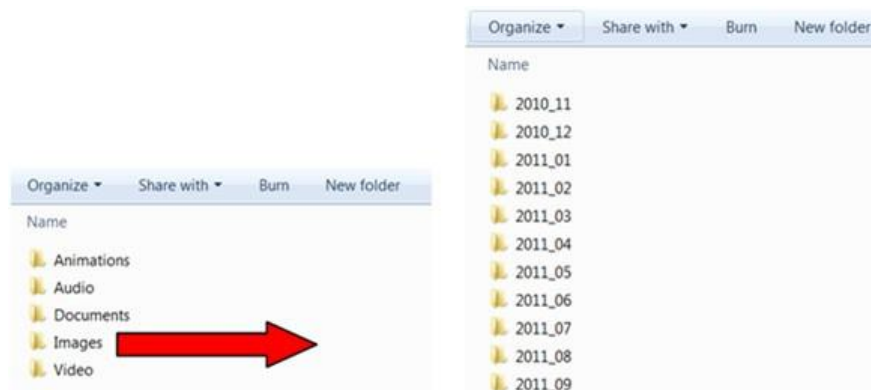 Organize Share with Burn New folder
Name
Animations
Audio
Documents
Images
Video
Organize Share with Burn New folder
Name
2010_11
2010_12
2011_01
2011_02
2011_03
2011_04
2011_05
2011_06
2011_07
2011_08
2011_09